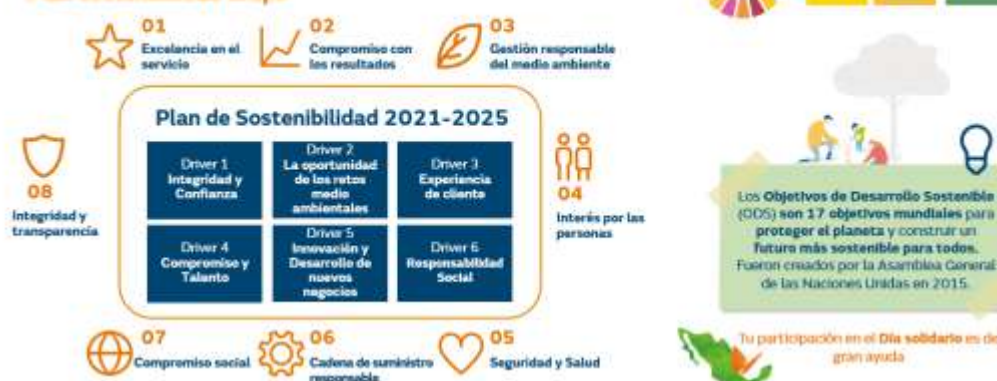 01
Excelencia en el
servicio
02
Compromiso con
los resultados
03
Gestión responsable
del medio ambiente
Plan de Sostenibilidad 2021-2025
Driver 1
Integridad y
Confianza
Driver 2
La oportunidad
de los retos
medio
ambientales
Driver 3
Experiencia
de cliente
Driver 4
Compromiso y
Talento
Driver 5
Innovación y
Desarrollo de
nuevos
negocios
Driver 6
Responsabilidad
Social
08
Integridad y
transparencia
04
Interés por las
personas
07
Compromiso social
06
Cadena de suministro
responsable
05
Seguridad y Salud
Los Objetivos de Desarrollo Sostenible
(ODS) son 17 objetivos mundiales para
proteger el planeta y construir un
futuro más sostenible para todos.
Fueron creados por la Asamblea General
de las Naciones Unidas en 2015.
Tu participación en el Día solidario es de
gran ayuda